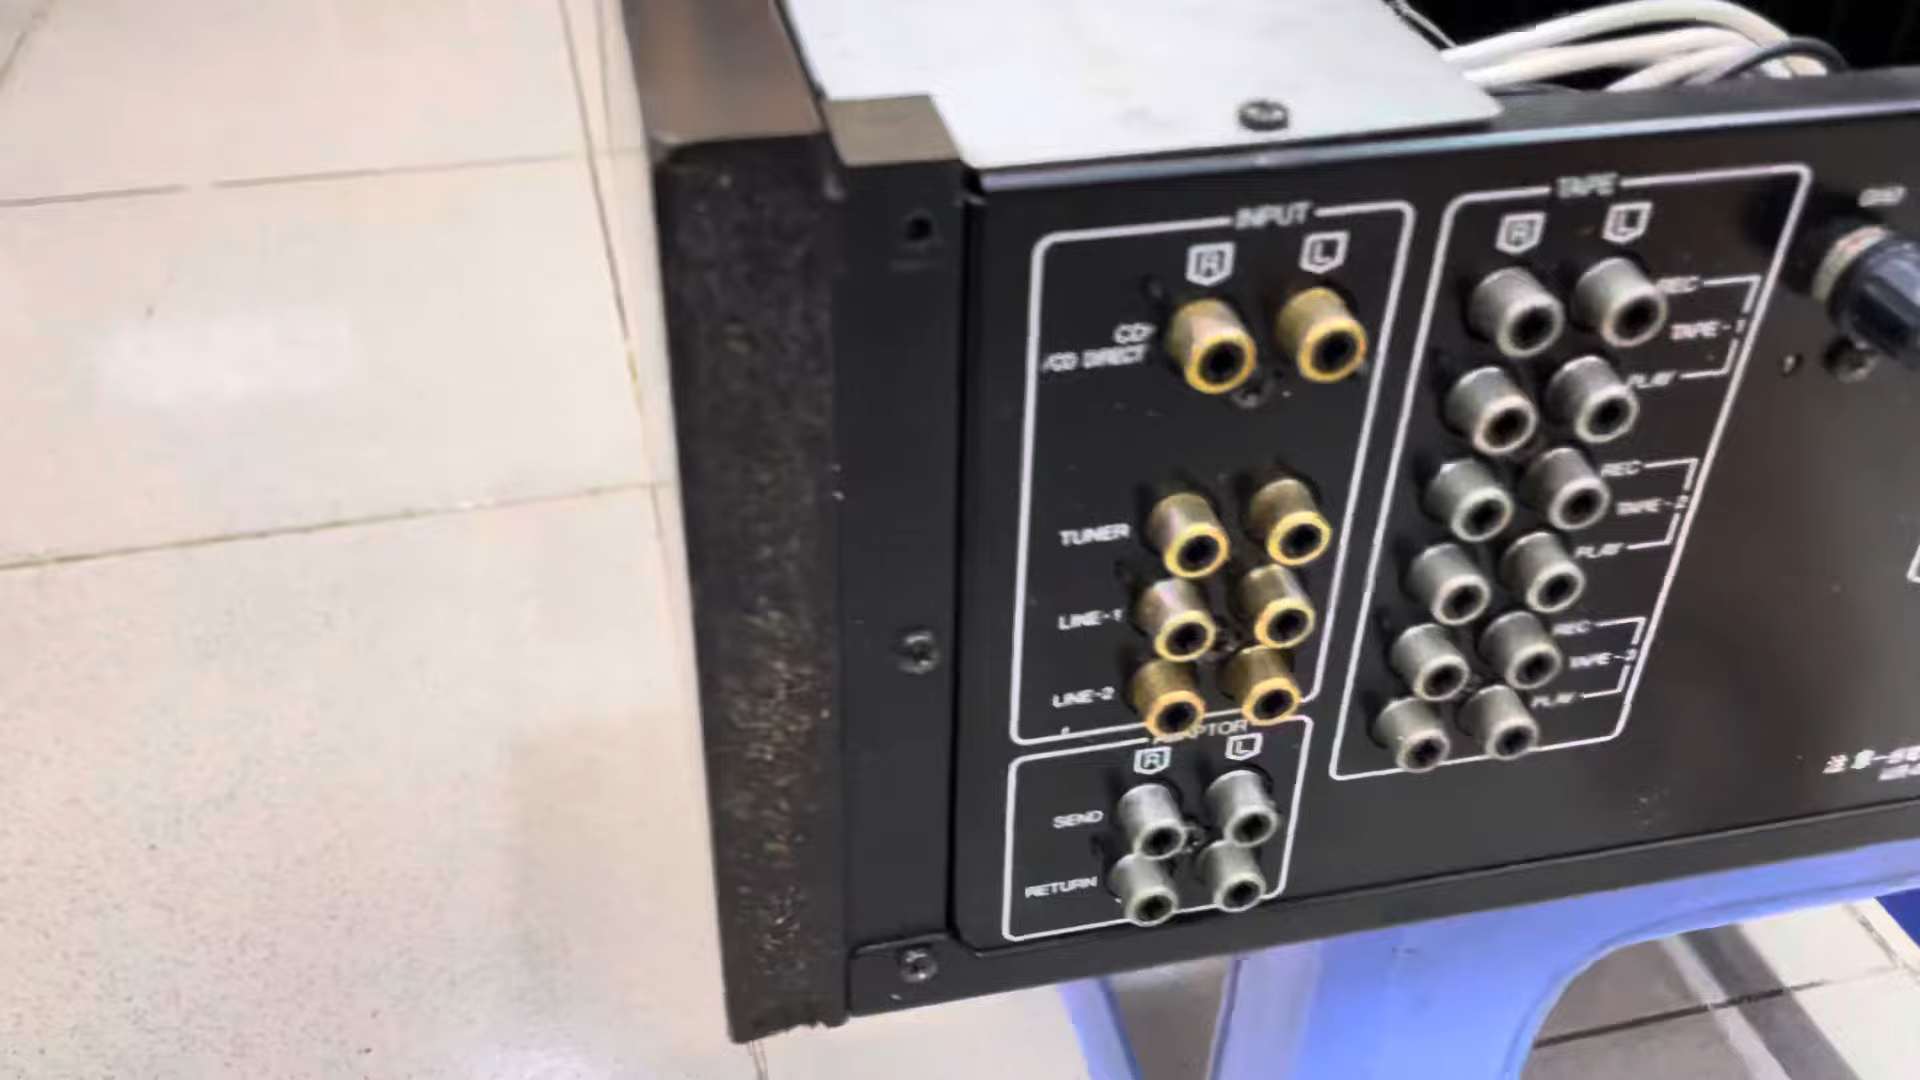 INPUT
R L
CD
/CD DIRECT
TUNER
LINE-1
LINE-2
ADAPTOR
R L
SEND
RETURN
TAPE
R L
REC
TAPE-1
PLAY
REC
TAPE-2
PLAY
REC
TAPE-3
PLAY
GND